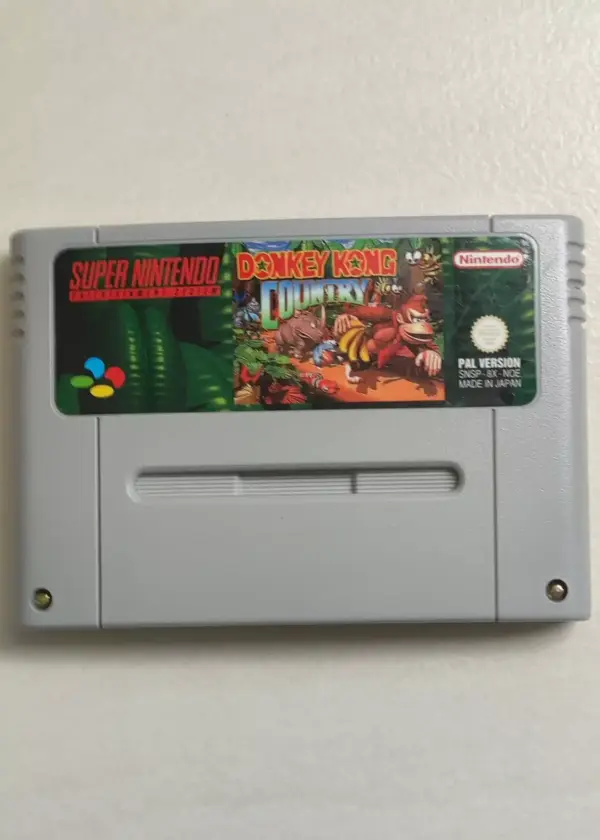 SUPER NINTENDO
ENTERTAINMENT SYSTEM
DONKEY KONG
COUNTRY
Nintendo
PAL VERSION
SNSP-8X-NOE
MADE IN JAPAN